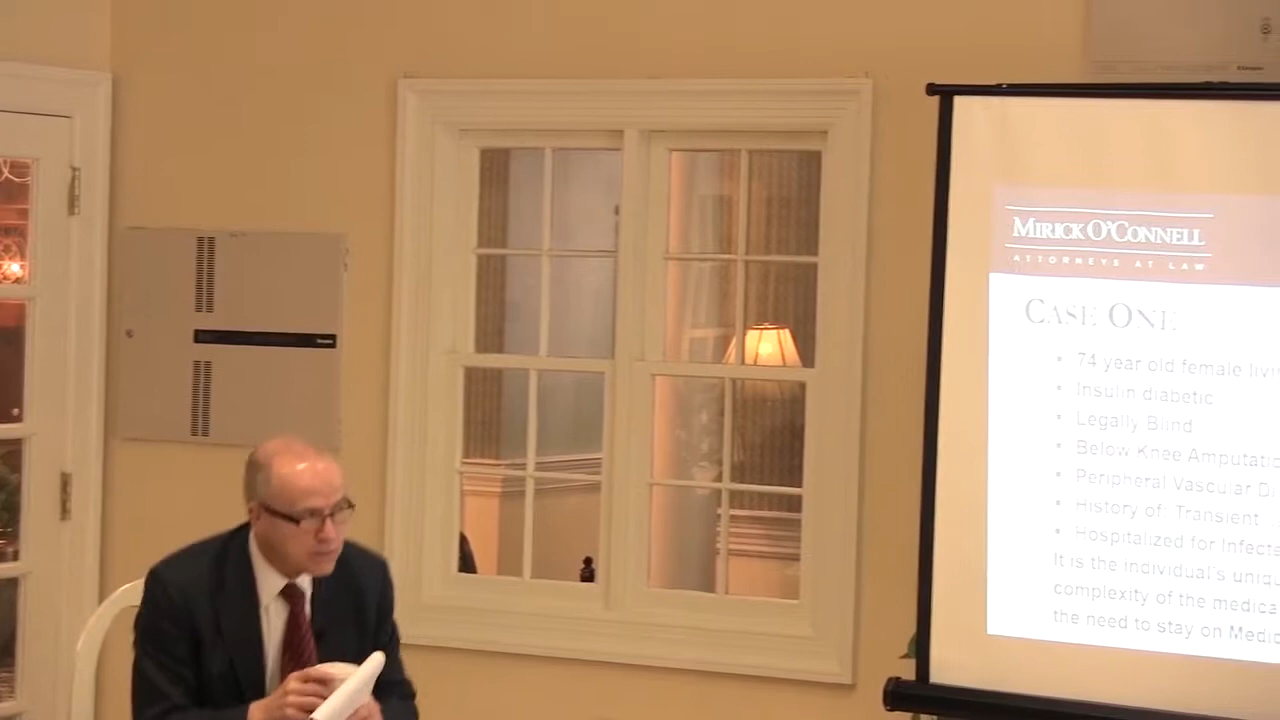 MIRICK O'CONNELL
ATTORNEYS AT LAW
CASE ONE
74 year old female
Insulin diabetic
Legally Blind
Below Knee
Peripheral Vascular
History of: Transient
Hospitalized for
It is the individual's
complexity of the
the need to stay on